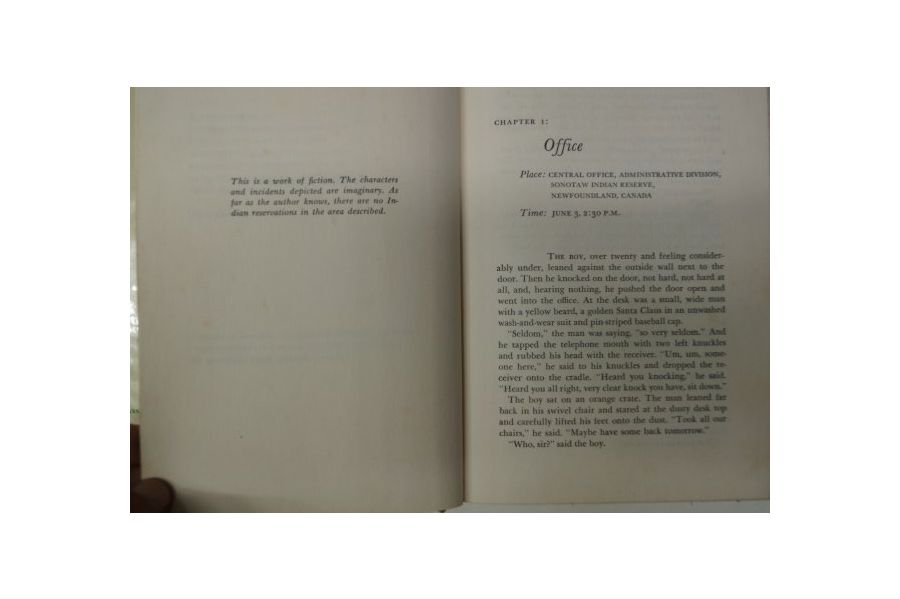 This is a work of fiction. The characters
and incidents depicted are imaginary. As
far as the author knows, there are no In-
dian reservations in the area described.
CHAPTER 1:
Office
Place: CENTRAL OFFICE, ADMINISTRATIVE DIVISION,
SONOTAW INDIAN RESERVE,
NEWFOUNDLAND, CANADA
Time: JUNE 3, 2:30 P.M.
THE BOY, over twenty and feeling consider-
ably under, leaned against the outside wall next to the
door. Then he knocked on the door, not hard, not hard at
all, and, hearing nothing, he pushed the door open and
went into the office. At the desk was a small, wide man
with a yellow beard, a golden Santa Claus in an unwashed
wash-and-wear suit and pin-striped baseball cap.
"Seldom," the man was saying, "so very seldom." And
he tapped the telephone mouth with two left knuckles
and rubbed his head with the receiver. "Um, um, some-
one here," he said to his knuckles and dropped the re-
ceiver onto the cradle. "Heard you knocking," he said.
"Heard you all right, very clear knock you have, sit down."
The boy sat on an orange crate. The man leaned far
back in his swivel chair and stared at the dusty desk top
and carefully lifted his feet onto the dust. "Took all our
chairs," he said. "Maybe have some back tomorrow."
"Who, sir?" said the boy.